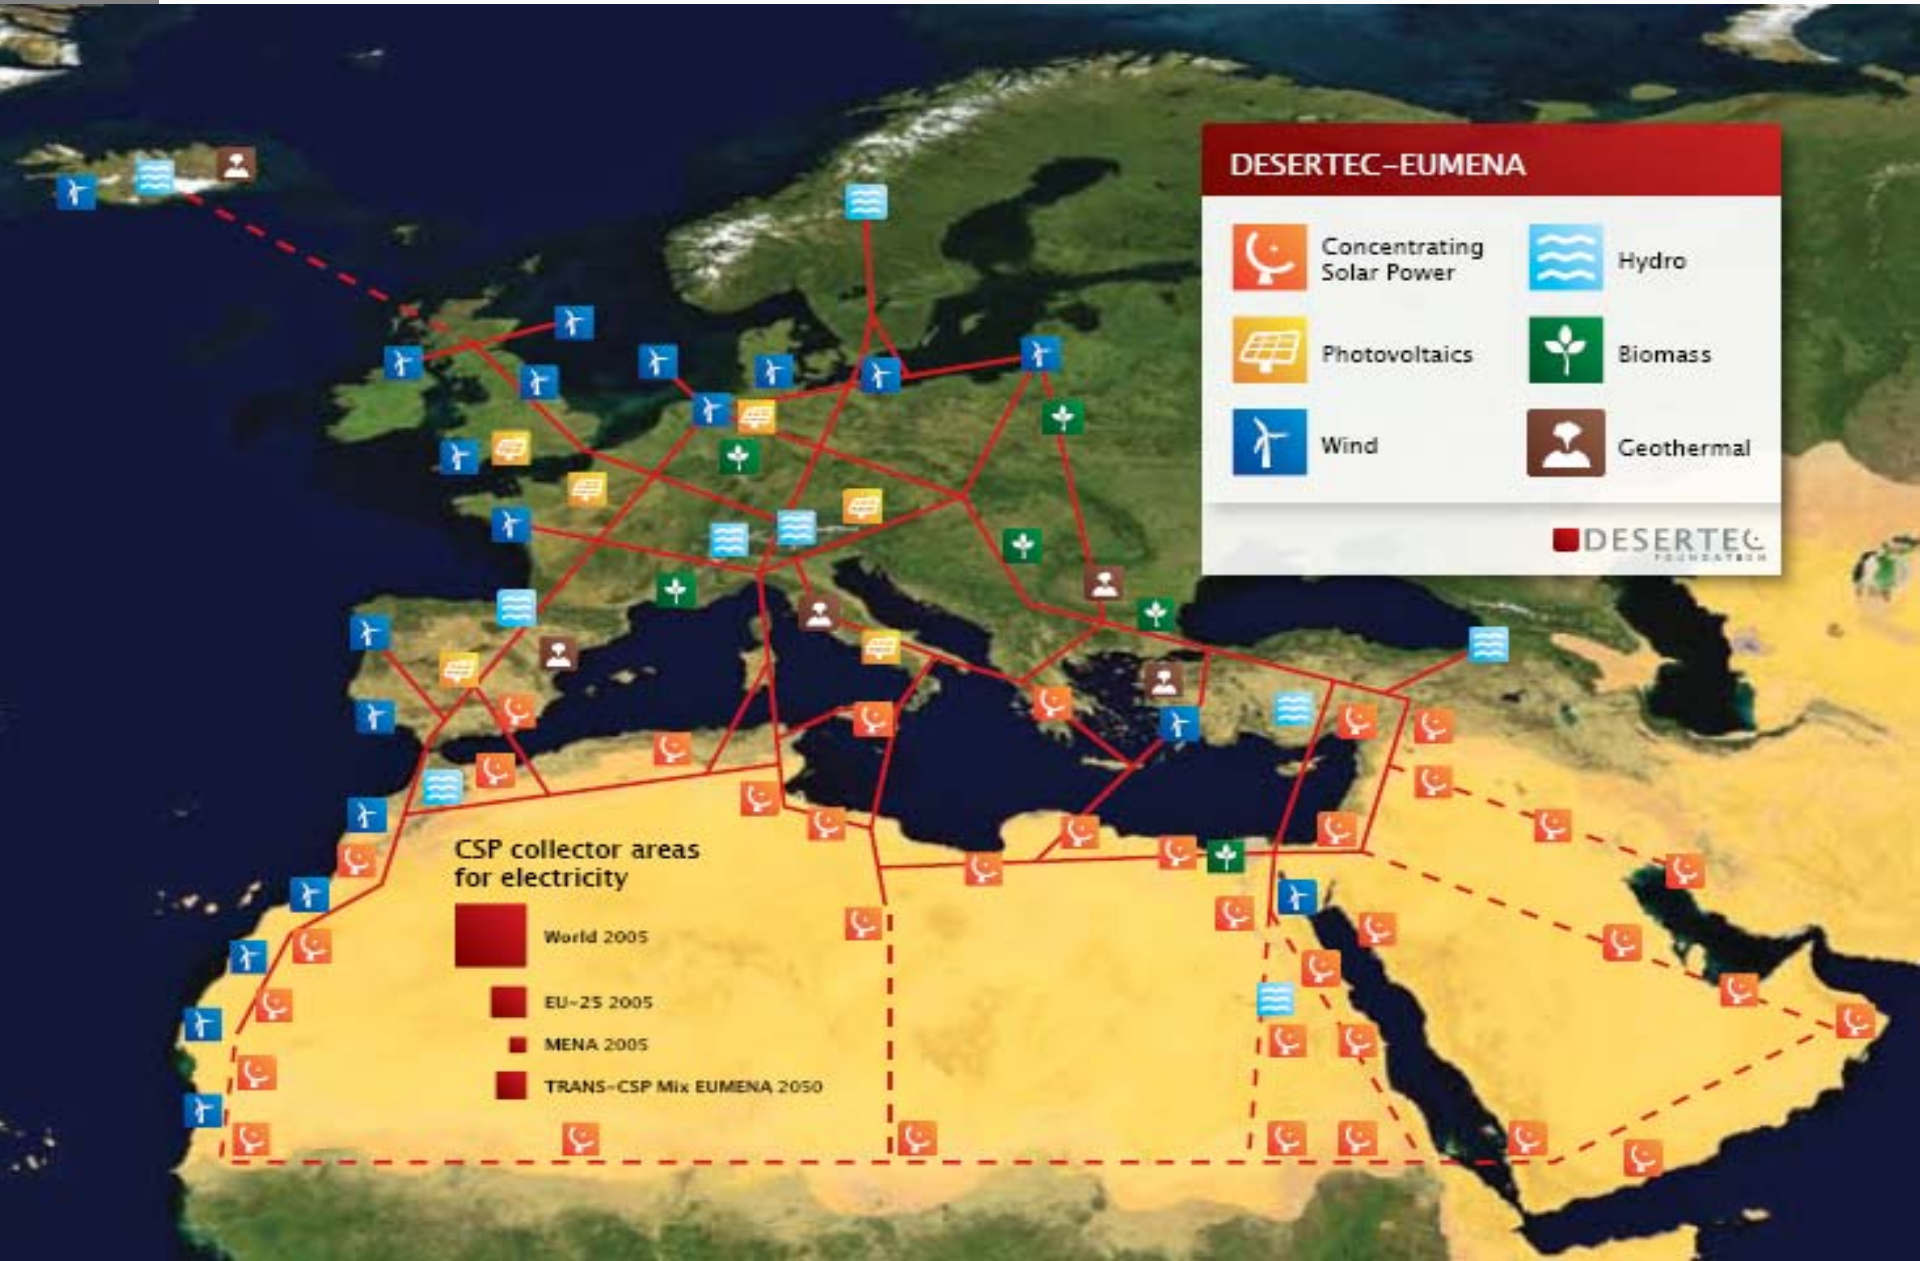 DESERTEC–EUMENA
Concentrating
Solar Power
Hydro
Photovoltaics
Biomass
Wind
Geothermal
DESERTEC
FOUNDATION
CSP collector areas
for electricity
World 2005
EU–25 2005
MENA 2005
TRANS–CSP Mix EUMENA 2050